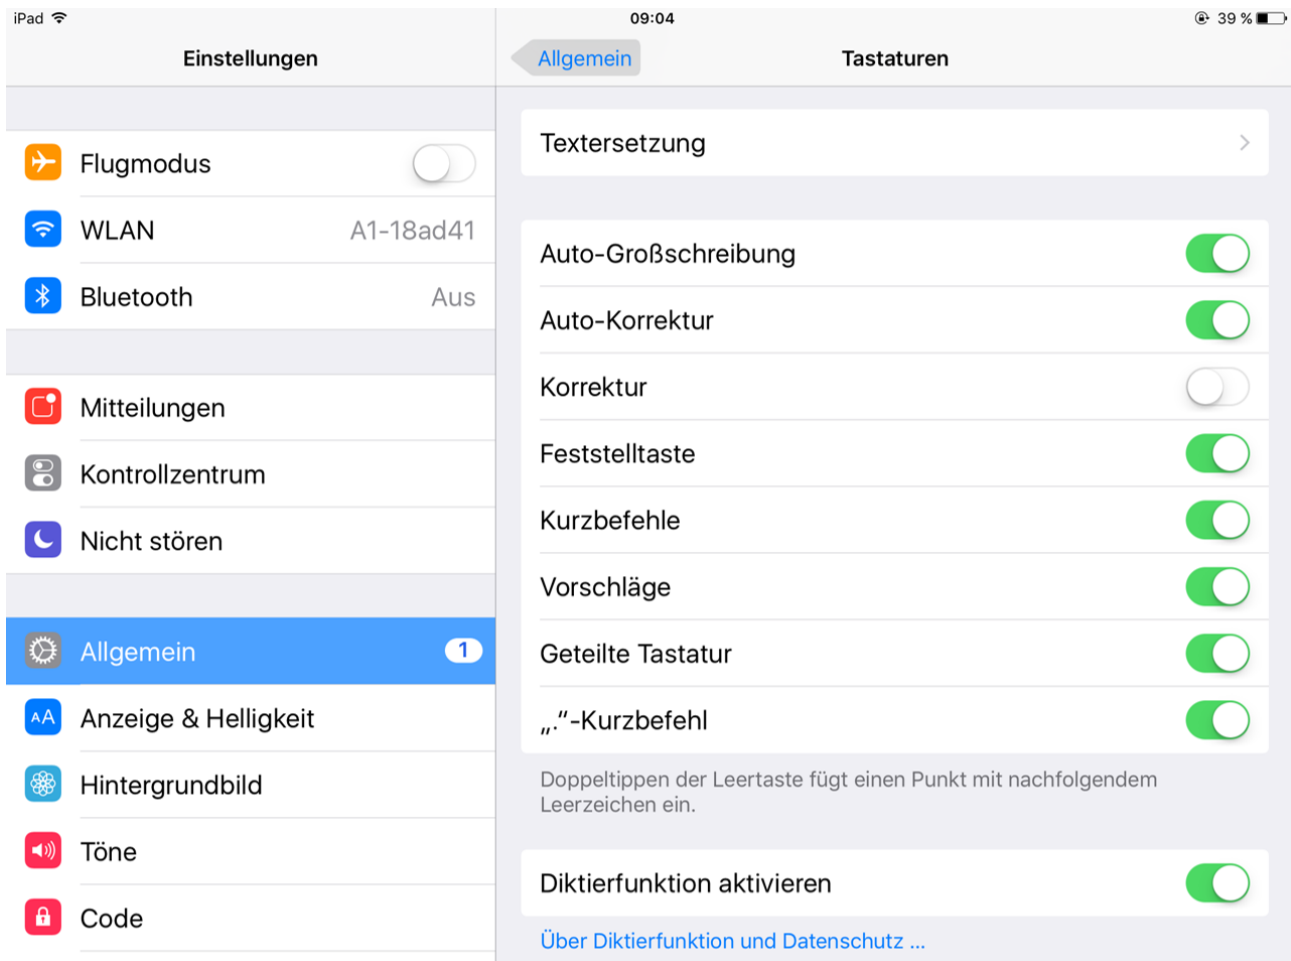 iPad 09:04 39 %
Einstellungen
Allgemein Tastaturen
Flugmodus
WLAN A1-18ad41
Bluetooth Aus
Mitteilungen
Kontrollzentrum
Nicht stören
Allgemein 1
AA Anzeige & Helligkeit
Hintergrundbild
Töne
Code
Textersetzung
Auto-Großschreibung
Auto-Korrektur
Korrektur
Feststelltaste
Kurzbefehle
Vorschläge
Geteilte Tastatur
„.“-Kurzbefehl
Doppeltippen der Leertaste fügt einen Punkt mit nachfolgendem
Leerzeichen ein.
Diktierfunktion aktivieren
Über Diktierfunktion und Datenschutz ...